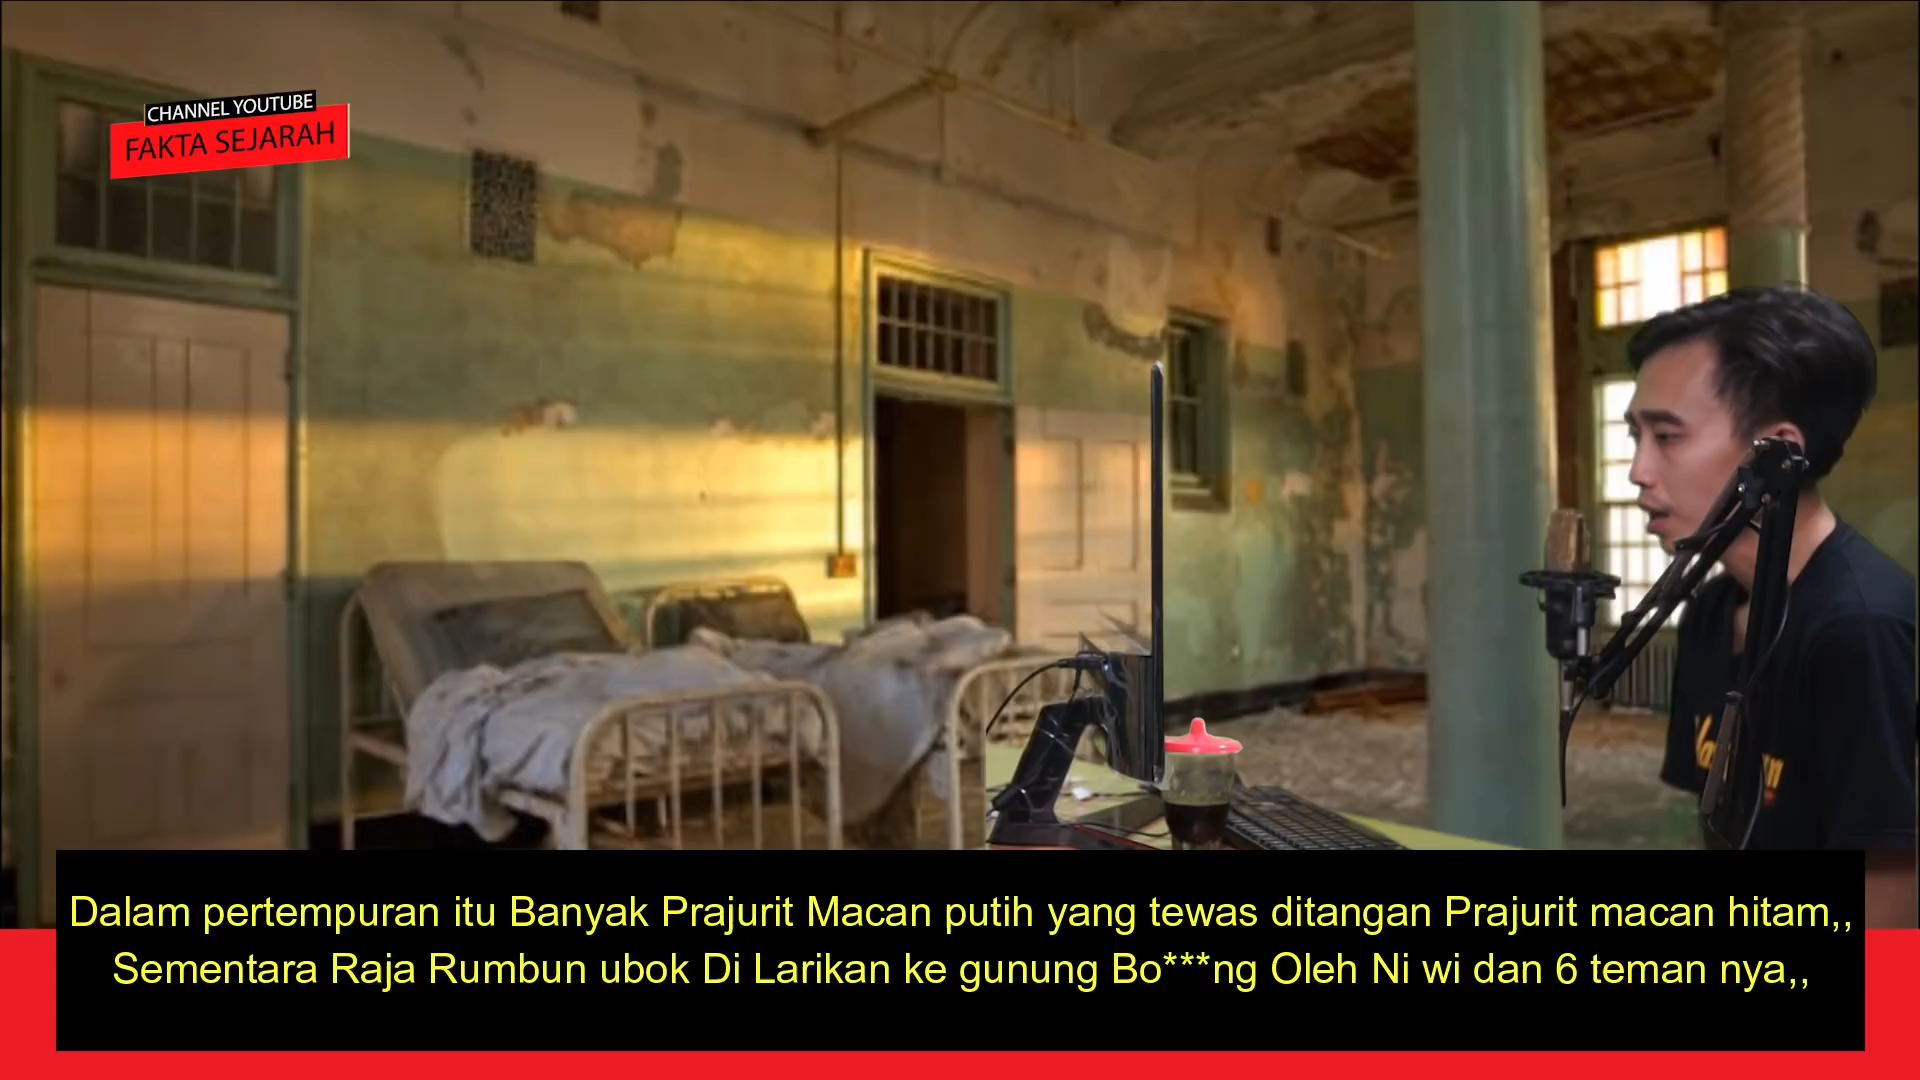 CHANNEL YOUTUBE
FAKTA SEJARAH
Dalam pertempuran itu Banyak Prajurit Macan putih yang tewas ditangan Prajurit macan hitam,,
Sementara Raja Rumbun ubok Di Larikan ke gunung Bo***ng Oleh Ni wi dan 6 teman nya,,